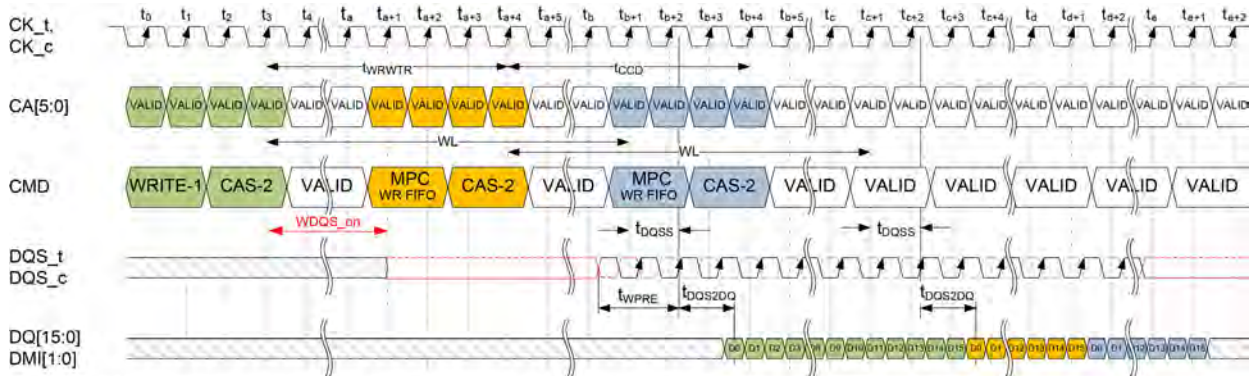 t0 t1 t2 t3 t4 ta ta+1 ta+2 ta+3 ta+4 ta+5 tb tb+1 tb+2 tb+3 tb+4 tb+5 tc tc+1 tc+2 tc+3 tc+4 td td+1 td+2 te te+1 te+2
CK_t,
CK_c
tWRWTR tCCD
CA[5:0] VALID VALID VALID VALID VALID VALID VALID VALID VALID VALID VALID VALID VALID VALID VALID VALID VALID VALID VALID VALID VALID VALID VALID VALID VALID VALID VALID VALID
WL WL
CMD WRITE-1 CAS-2 VALID MPC WR FIFO CAS-2 VALID MPC WR FIFO CAS-2 VALID VALID VALID VALID VALID VALID
WDQS_on tDQSS tDQSS
DQS_t
DQS_c
tWPRE tDQS2DQ tDQS2DQ
DQ[15:0]
DMI[1:0] D0 D1 D2 D3 D8 D9 D10 D11 D12 D13 D14 D15 D0 D1 D12 D13 D14 D15 D0 D1 D12 D13 D14 D15